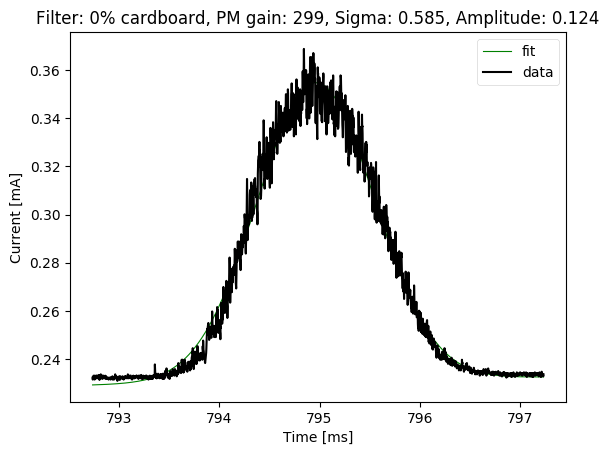 Filter: 0% cardboard, PM gain: 299, Sigma: 0.585, Amplitude: 0.124
fit
data
0.36
0.34
0.32
0.30
0.28
0.26
0.24
Current [mA]
793 794 795 796 797
Time [ms]